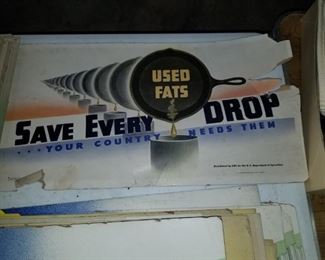 USED
FATS
SAVE EVERY DROP
...YOUR COUNTRY NEEDS THEM